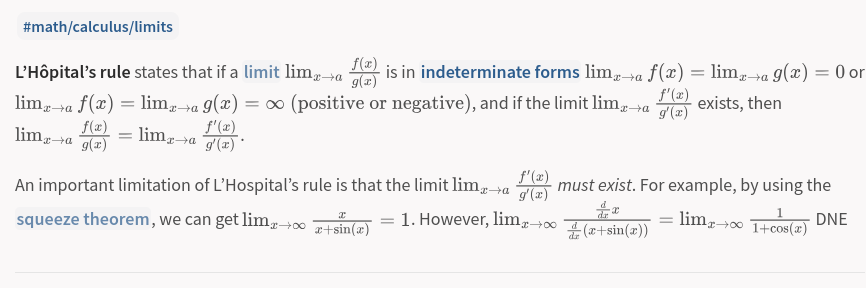 #math/calculus/limits
L’Hôpital’s rule states that if a limit $\lim_{x \to a} \frac{f(x)}{g(x)}$ is in indeterminate forms $\lim_{x \to a} f(x) = \lim_{x \to a} g(x) = 0$ or
$\lim_{x \to a} f(x) = \lim_{x \to a} g(x) = \infty$ (positive or negative), and if the limit $\lim_{x \to a} \frac{f'(x)}{g'(x)}$ exists, then
$\lim_{x \to a} \frac{f(x)}{g(x)} = \lim_{x \to a} \frac{f'(x)}{g'(x)}$.
An important limitation of L’Hospital’s rule is that the limit $\lim_{x \to a} \frac{f'(x)}{g'(x)}$ must exist. For example, by using the
squeeze theorem, we can get $\lim_{x \to \infty} \frac{x}{x+\sin(x)} = 1$. However, $\lim_{x \to \infty} \frac{\frac{d}{dx} x}{\frac{d}{dx}(x+\sin(x))} = \lim_{x \to \infty} \frac{1}{1+\cos(x)}$ DNE